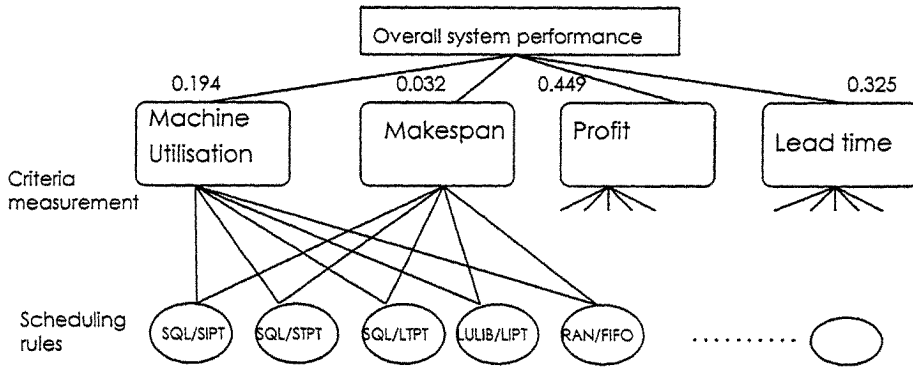 Overall system performance
0.194
0.032
0.449
0.325
Machine
Utilisation
Makespan
Profit
Lead time
Criteria
measurement
Scheduling
rules
SQL/SIPT
SQL/STPT
SQL/LTPT
LULIB/LIPT
RAN/FIFO